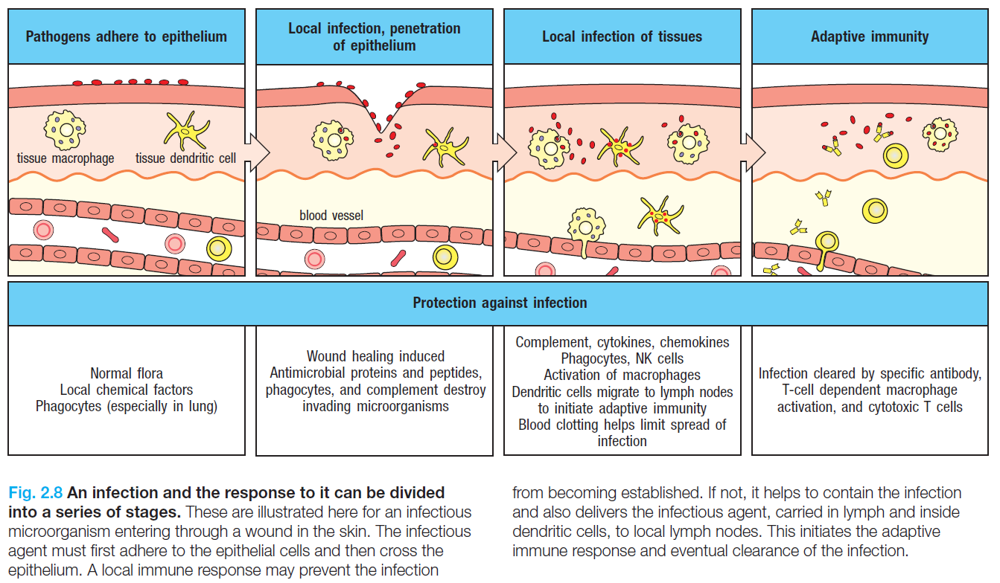 Pathogens adhere to epithelium
Local infection, penetration
of epithelium
Local infection of tissues
Adaptive immunity
tissue macrophage
tissue dendritic cell
blood vessel
Protection against infection
Normal flora
Local chemical factors
Phagocytes (especially in lung)
Wound healing induced
Antimicrobial proteins and peptides,
phagocytes, and complement destroy
invading microorganisms
Complement, cytokines, chemokines
Phagocytes, NK cells
Activation of macrophages
Dendritic cells migrate to lymph nodes
to initiate adaptive immunity
Blood clotting helps limit spread of
infection
Infection cleared by specific antibody,
T-cell dependent macrophage
activation, and cytotoxic T cells
Fig. 2.8 An infection and the response to it can be divided
into a series of stages. These are illustrated here for an infectious
microorganism entering through a wound in the skin. The infectious
agent must first adhere to the epithelial cells and then cross the
epithelium. A local immune response may prevent the infection
from becoming established. If not, it helps to contain the infection
and also delivers the infectious agent, carried in lymph and inside
dendritic cells, to local lymph nodes. This initiates the adaptive
immune response and eventual clearance of the infection.